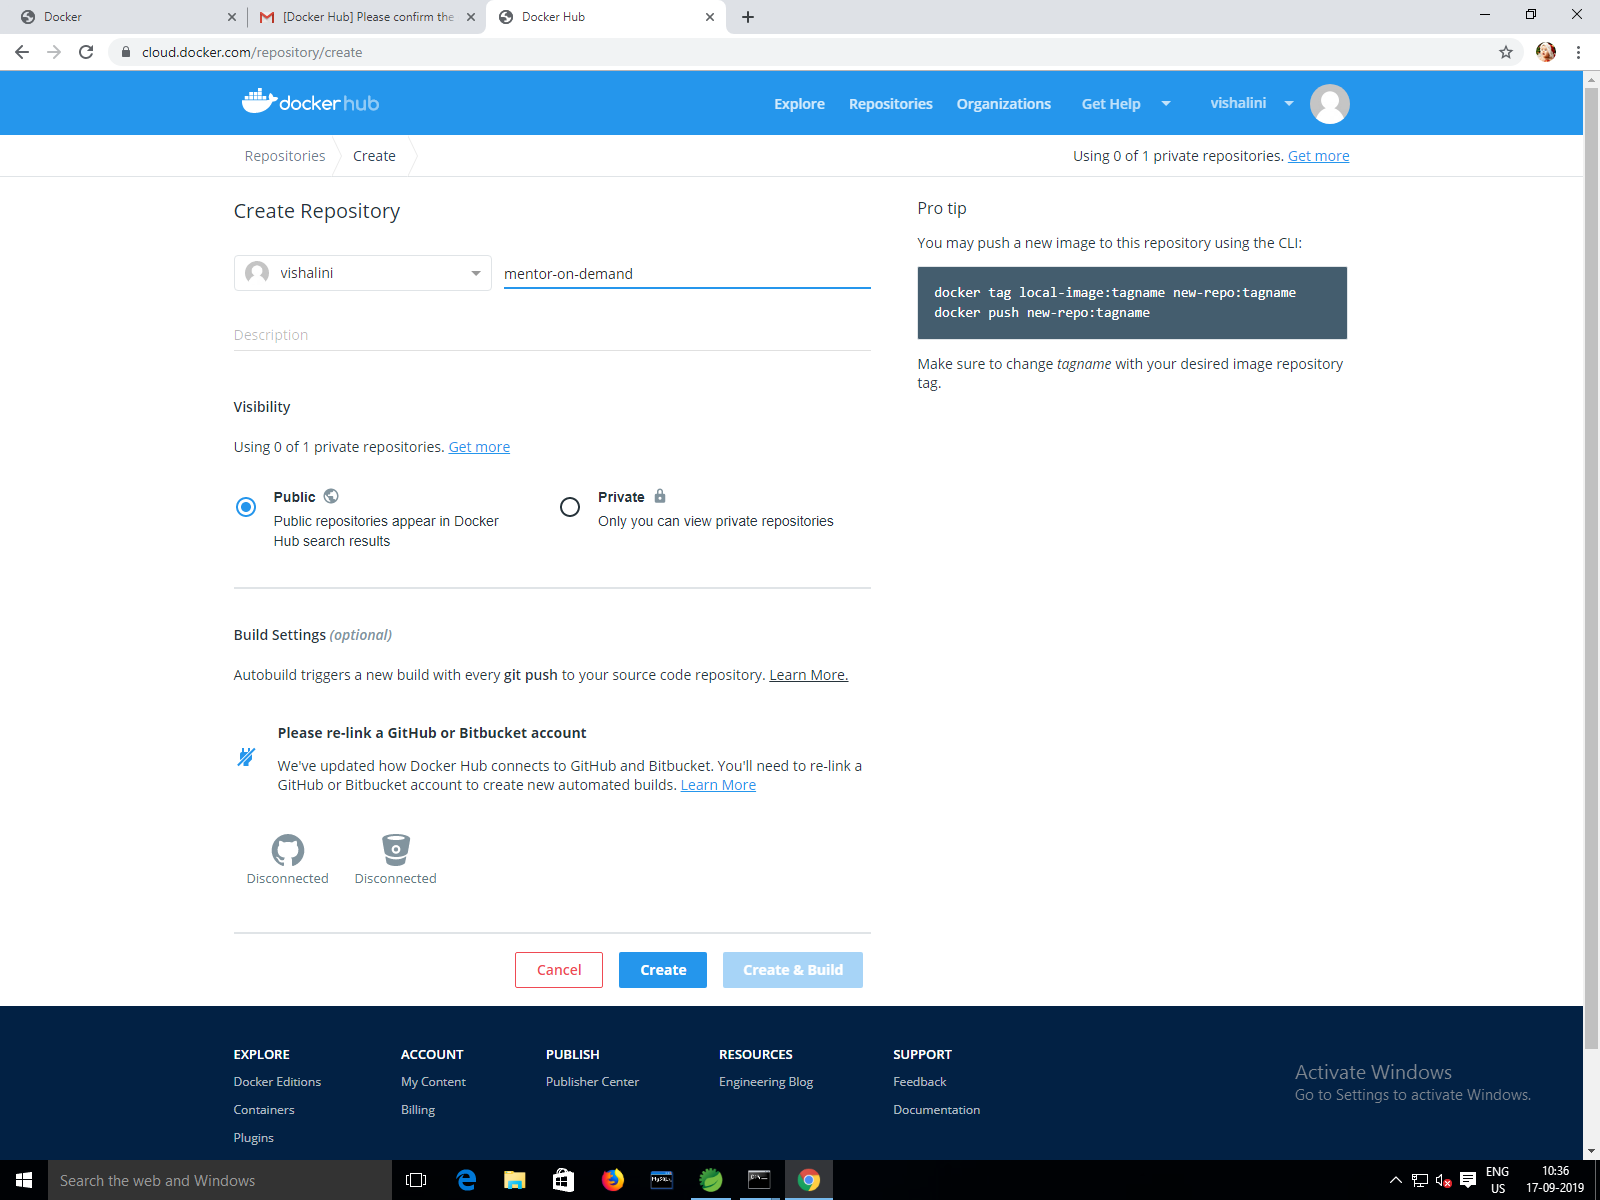 Docker
[Docker Hub] Please confirm the
Docker Hub
cloud.docker.com/repository/create
docker hub
Explore
Repositories
Organizations
Get Help
vishalini
Repositories
Create
Using 0 of 1 private repositories. Get more
Create Repository
vishalini
mentor-on-demand
Description
Visibility
Using 0 of 1 private repositories. Get more
Public
Public repositories appear in Docker
Hub search results
Private
Only you can view private repositories
Build Settings (optional)
Autobuild triggers a new build with every git push to your source code repository. Learn More.
Please re-link a GitHub or Bitbucket account
We've updated how Docker Hub connects to GitHub and Bitbucket. You'll need to re-link a
GitHub or Bitbucket account to create new automated builds. Learn More
Disconnected
Disconnected
Cancel
Create
Create & Build
Pro tip
You may push a new image to this repository using the CLI:
docker tag local-image:tagname new-repo:tagname
docker push new-repo:tagname
Make sure to change tagname with your desired image repository
tag.
EXPLORE
Docker Editions
Containers
Plugins
ACCOUNT
My Content
Billing
PUBLISH
Publisher Center
RESOURCES
Engineering Blog
SUPPORT
Feedback
Documentation
Activate Windows
Go to Settings to activate Windows.
Search the web and Windows
ENG
US
10:36
17-09-2019